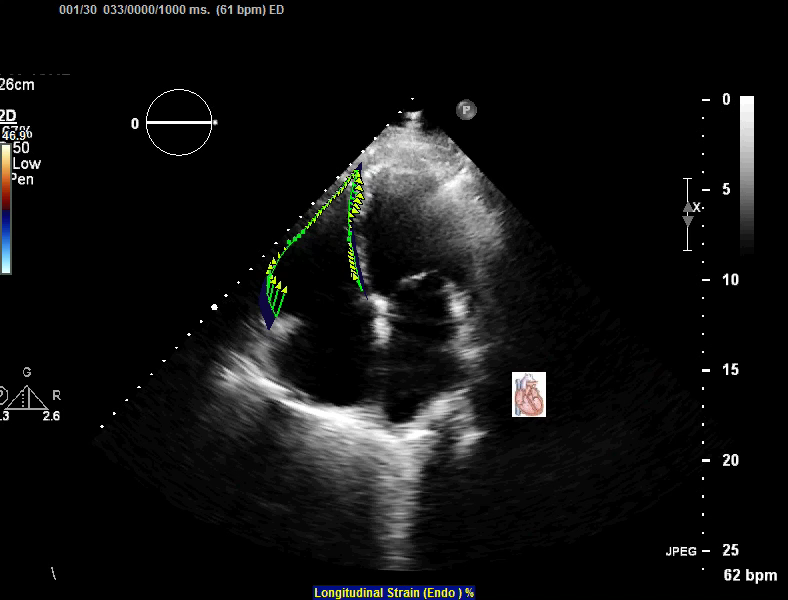 001/30 033/0000/1000 ms. (61 bpm) ED
26cm
2D
46.9%
50
Low
Pen
0
P
0
5
X
10
15
G
R
.3 2.6
20
JPEG
25
62 bpm
Longitudinal Strain (Endo ) %